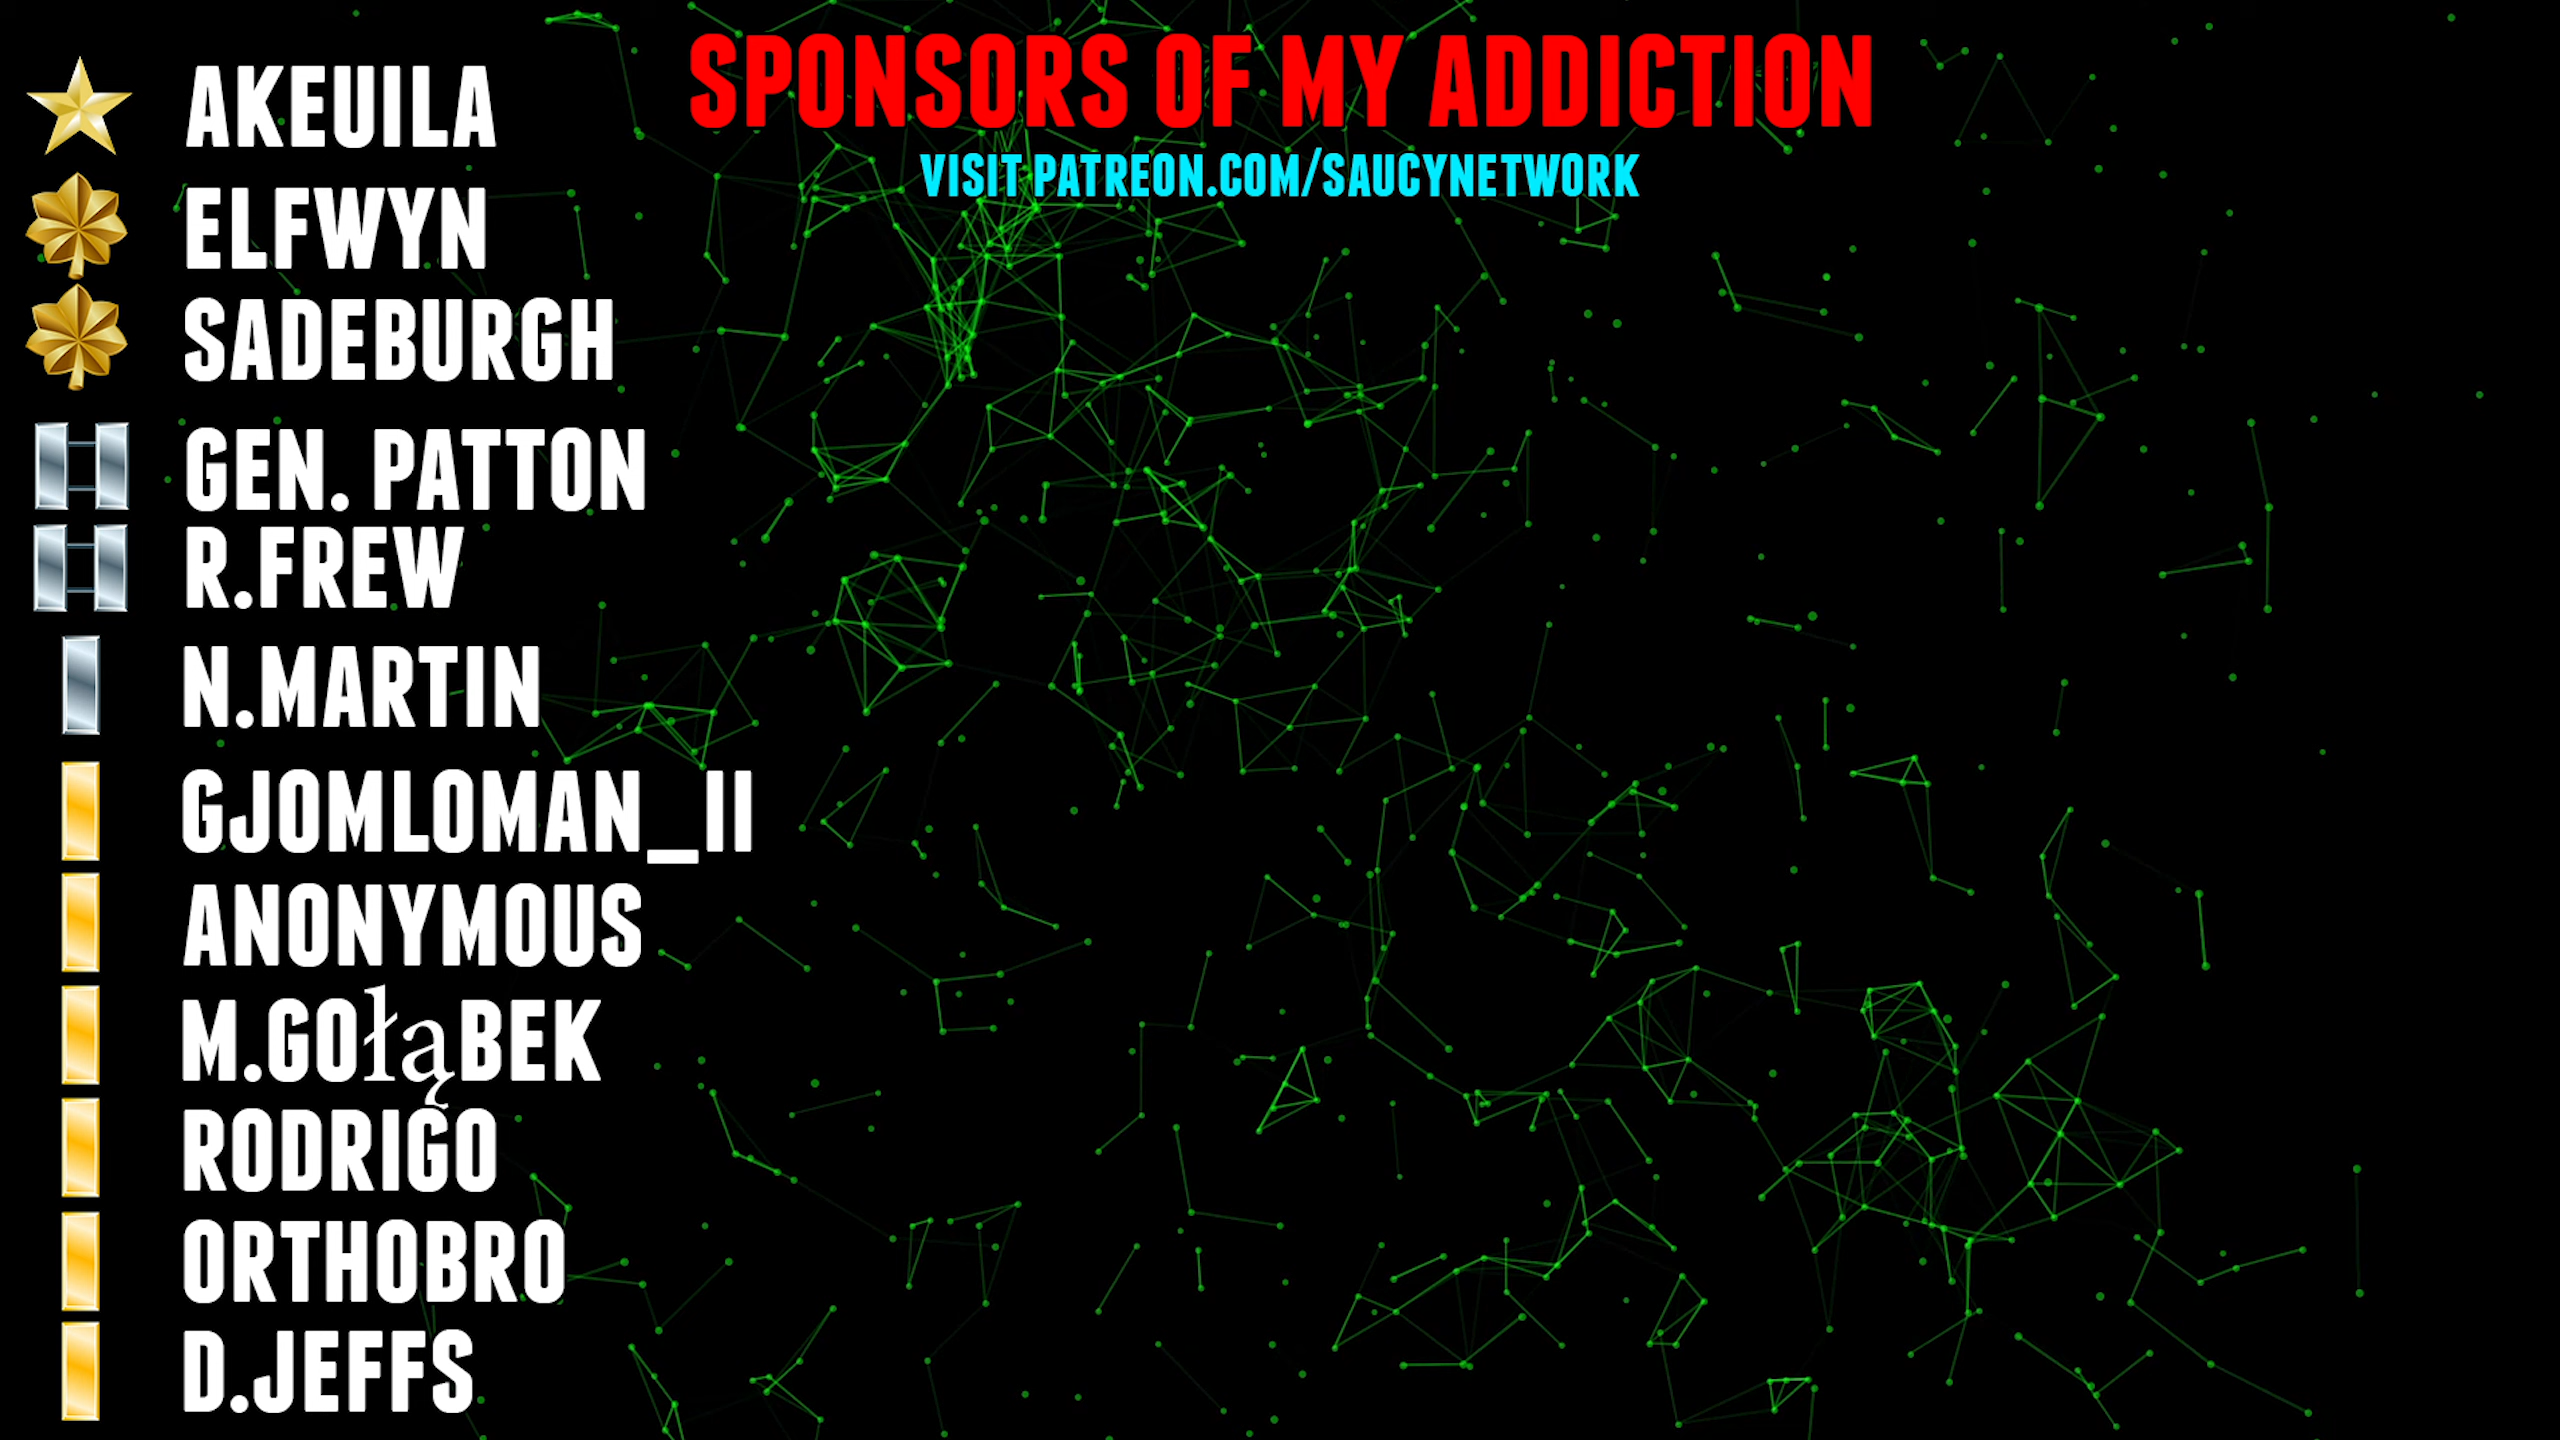 SPONSORS OF MY ADDICTION
VISIT PATREON.COM/SAUCYNETWORK
AKEUILA
ELFWYN
SADEBURGH
GEN. PATTON
R.FREW
N.MARTIN
GJOMLOMAN_II
ANONYMOUS
M.GOłąBEK
RODRIGO
ORTHOBRO
D.JEFFS